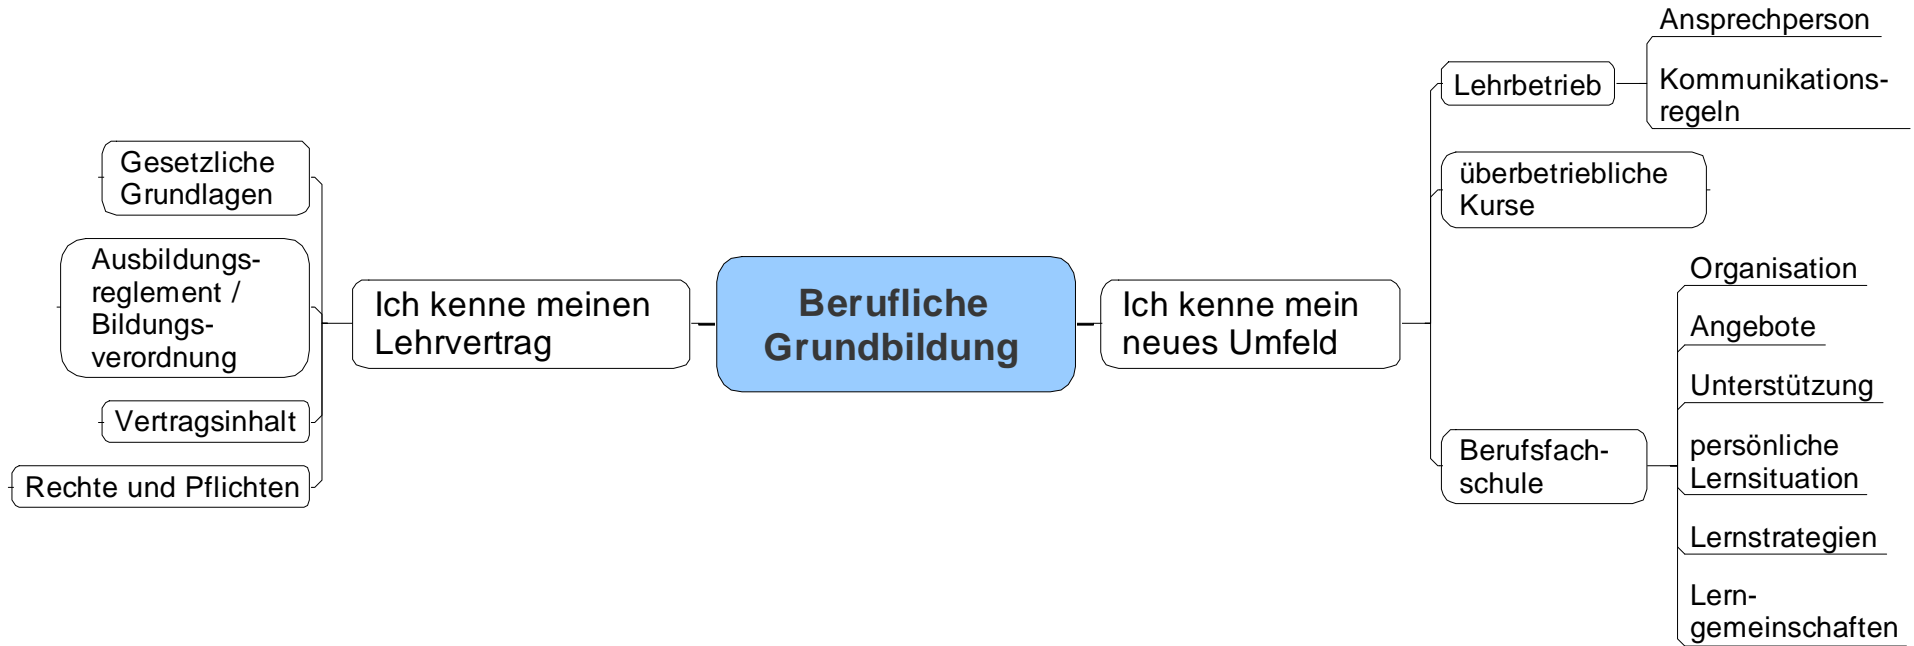 Berufliche
Grundbildung
Ich kenne meinen
Lehrvertrag
Gesetzliche
Grundlagen
Ausbildungs-
reglement /
Bildungs-
verordnung
Vertragsinhalt
Rechte und Pflichten
Ich kenne mein
neues Umfeld
Lehrbetrieb
Ansprechperson
Kommunikations-
regeln
überbetriebliche
Kurse
Berufsfach-
schule
Organisation
Angebote
Unterstützung
persönliche
Lernsituation
Lernstrategien
Lern-
gemeinschaften